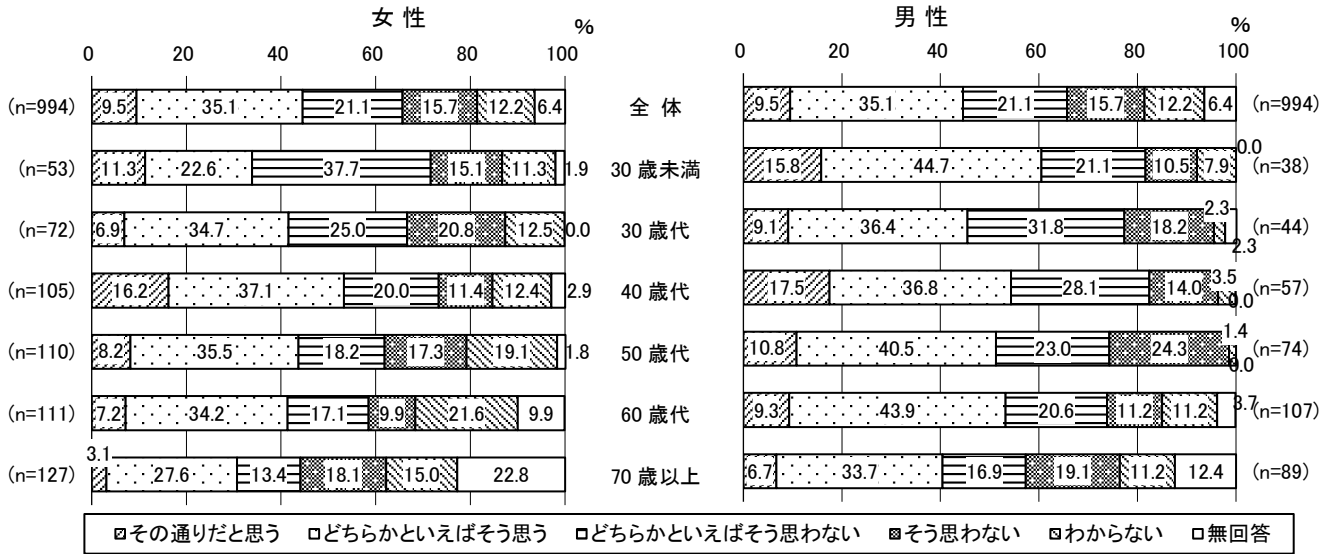 女 性
男 性
%
%
0 20 40 60 80 100
0 20 40 60 80 100
(n=994) 9.5 35.1 21.1 15.7 12.2 6.4 全 体 9.5 35.1 21.1 15.7 12.2 6.4 (n=994)
(n=53) 11.3 22.6 37.7 15.1 11.3 1.9 30 歳未満 15.8 44.7 21.1 10.5 7.9 0.0 (n=38)
(n=72) 6.9 34.7 25.0 20.8 12.5 0.0 30 歳代 9.1 36.4 31.8 18.2 2.3 2.3 (n=44)
(n=105) 16.2 37.1 20.0 11.4 12.4 2.9 40 歳代 17.5 36.8 28.1 14.0 3.5 0.0 (n=57)
(n=110) 8.2 35.5 18.2 17.3 19.1 1.8 50 歳代 10.8 40.5 23.0 24.3 1.4 0.0 (n=74)
(n=111) 7.2 34.2 17.1 9.9 21.6 9.9 60 歳代 9.3 43.9 20.6 11.2 11.2 3.7 (n=107)
(n=127) 3.1 27.6 13.4 18.1 15.0 22.8 70 歳以上 6.7 33.7 16.9 19.1 11.2 12.4 (n=89)
その通りだと思う どちらかといえばそう思う どちらかといえばそう思わない そう思わない わからない 無回答